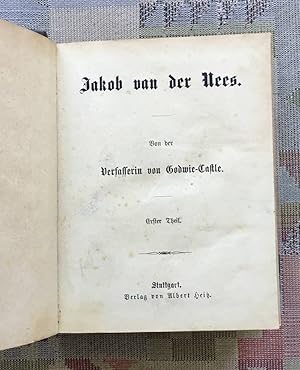 Jakob van der Nees.
Von der
Verfasserin von Godwie-Castle.
Erster Theil.
Stuttgart,
Verlag von Albert Heitz.